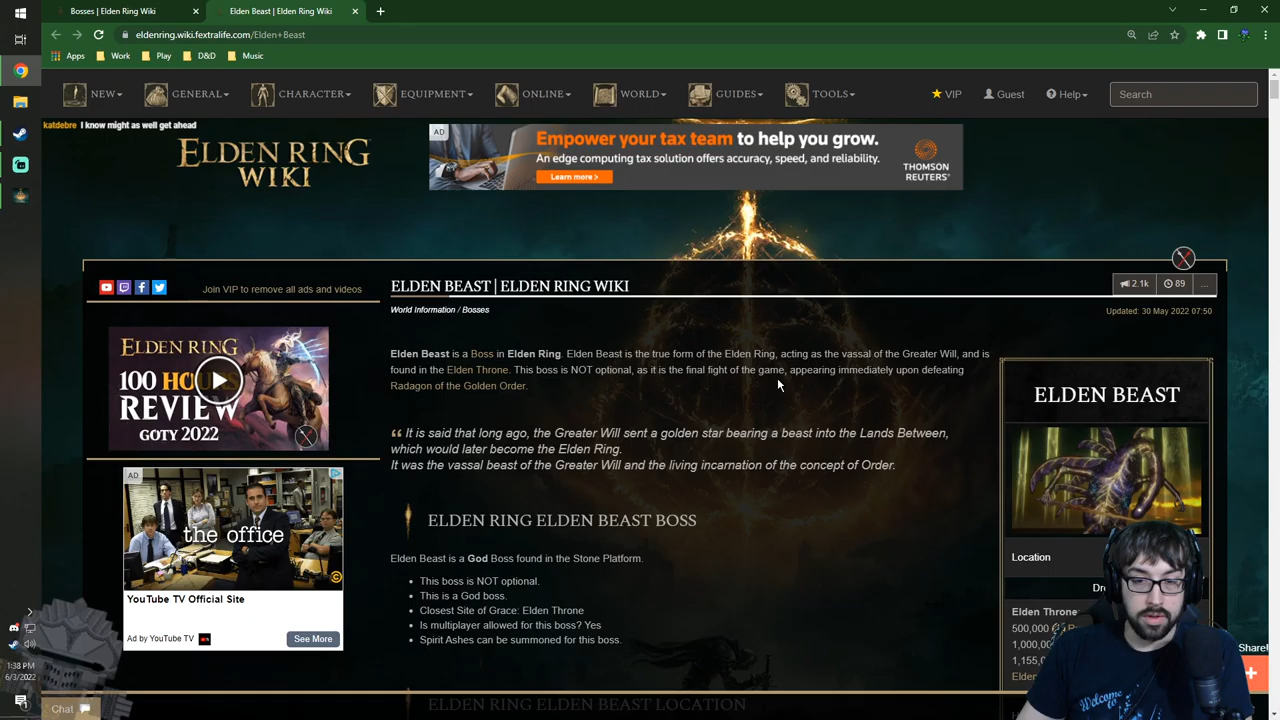 Bosses | Elden Ring Wiki
Elden Beast | Elden Ring Wiki
eldenring.wiki.fextralife.com/Elden+Beast
Apps Work Play D&D Music
NEW GENERAL CHARACTER EQUIPMENT ONLINE WORLD GUIDES TOOLS VIP Guest Help Search
katdebre I know might as well get ahead
ELDEN RING
WIKI
AD
Empower your tax team to help you grow.
An edge computing tax solution offers accuracy, speed, and reliability.
Learn more >
THOMSON
REUTERS
Join VIP to remove all ads and videos
ELDEN RING
100 HOURS
REVIEW
GOTY 2022
AD
the office
YouTube TV Official Site
Ad by YouTube TV
See More
ELDEN BEAST | ELDEN RING WIKI
2.1k 89 ...
World Information / Bosses
Updated: 30 May 2022 07:50
Elden Beast is a Boss in Elden Ring. Elden Beast is the true form of the Elden Ring, acting as the vassal of the Greater Will, and is
found in the Elden Throne. This boss is NOT optional, as it is the final fight of the game, appearing immediately upon defeating
Radagon of the Golden Order.
“ It is said that long ago, the Greater Will sent a golden star bearing a beast into the Lands Between,
which would later become the Elden Ring.
It was the vassal beast of the Greater Will and the living incarnation of the concept of Order.
ELDEN RING ELDEN BEAST BOSS
Elden Beast is a God Boss found in the Stone Platform.
• This boss is NOT optional.
• This is a God boss.
• Closest Site of Grace: Elden Throne
• Is multiplayer allowed for this boss? Yes
• Spirit Ashes can be summoned for this boss.
ELDEN RING ELDEN BEAST LOCATION
ELDEN BEAST
Location
Elden Throne
500,000
1,000,00
1,155,0
Elden
Share!
Welcome
Chat
1:38 PM
6/3/2022